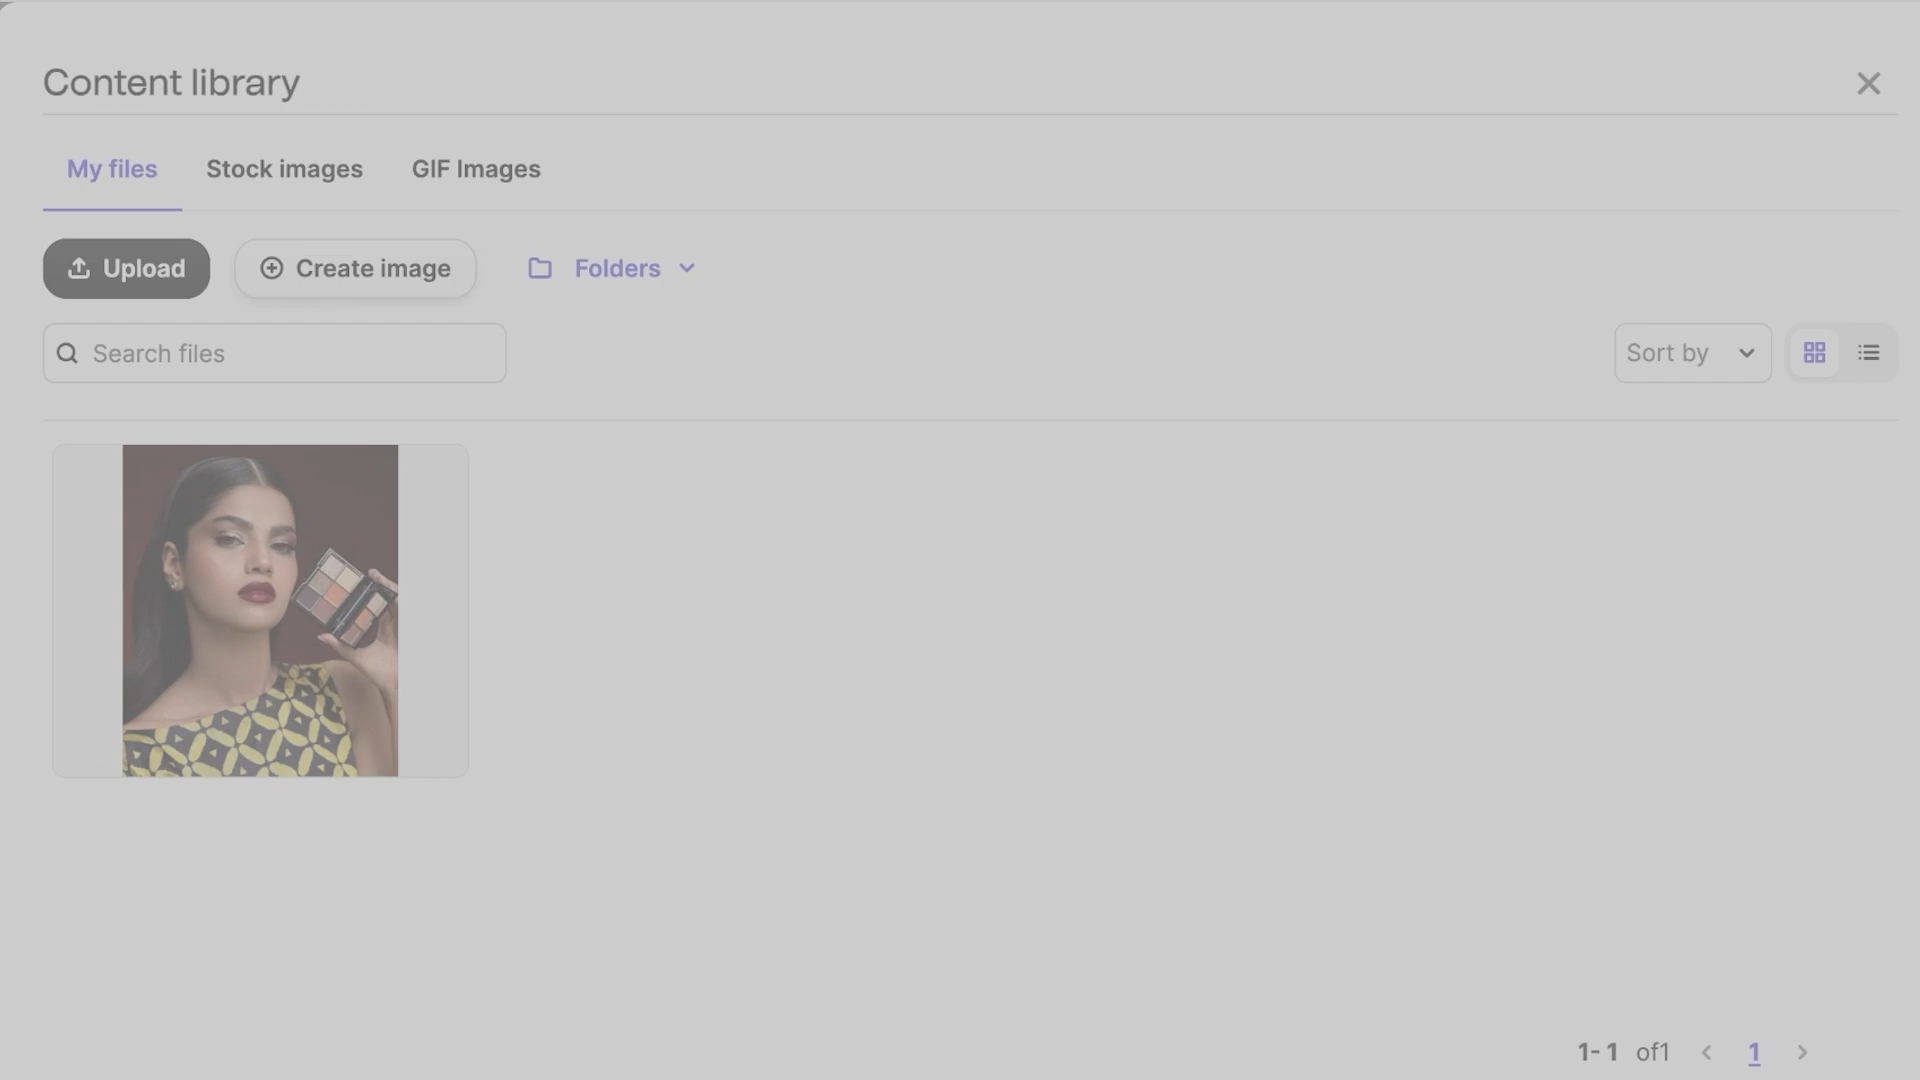 Content library
My files
Stock images
GIF Images
Upload
Create image
Folders
Search files
Sort by
1- 1 of1
1